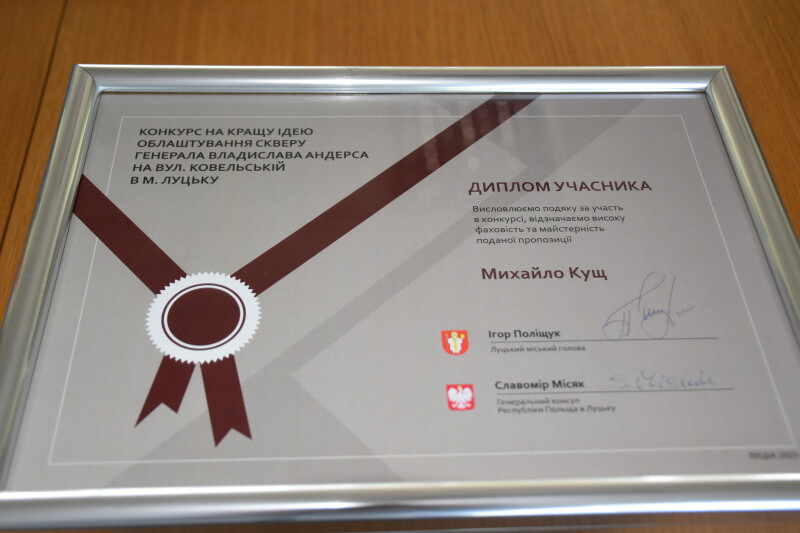 КОНКУРС НА КРАЩУ ІДЕЮ
ОБЛАШТУВАННЯ СКВЕРУ
ГЕНЕРАЛА ВЛАДИСЛАВА АНДЕРСА
НА ВУЛ. КОВЕЛЬСЬКІЙ
В М. ЛУЦЬКУ
ДИПЛОМ УЧАСНИКА
Висловлюємо подяку за участь
в конкурсі, відзначаємо високу
фаховість та майстерність
поданої пропозиції
Михайло Кущ
Ігор Поліщук
Луцький міський голова
Славомір Місяк
Генеральний консул
Республіки Польща в Луцьку